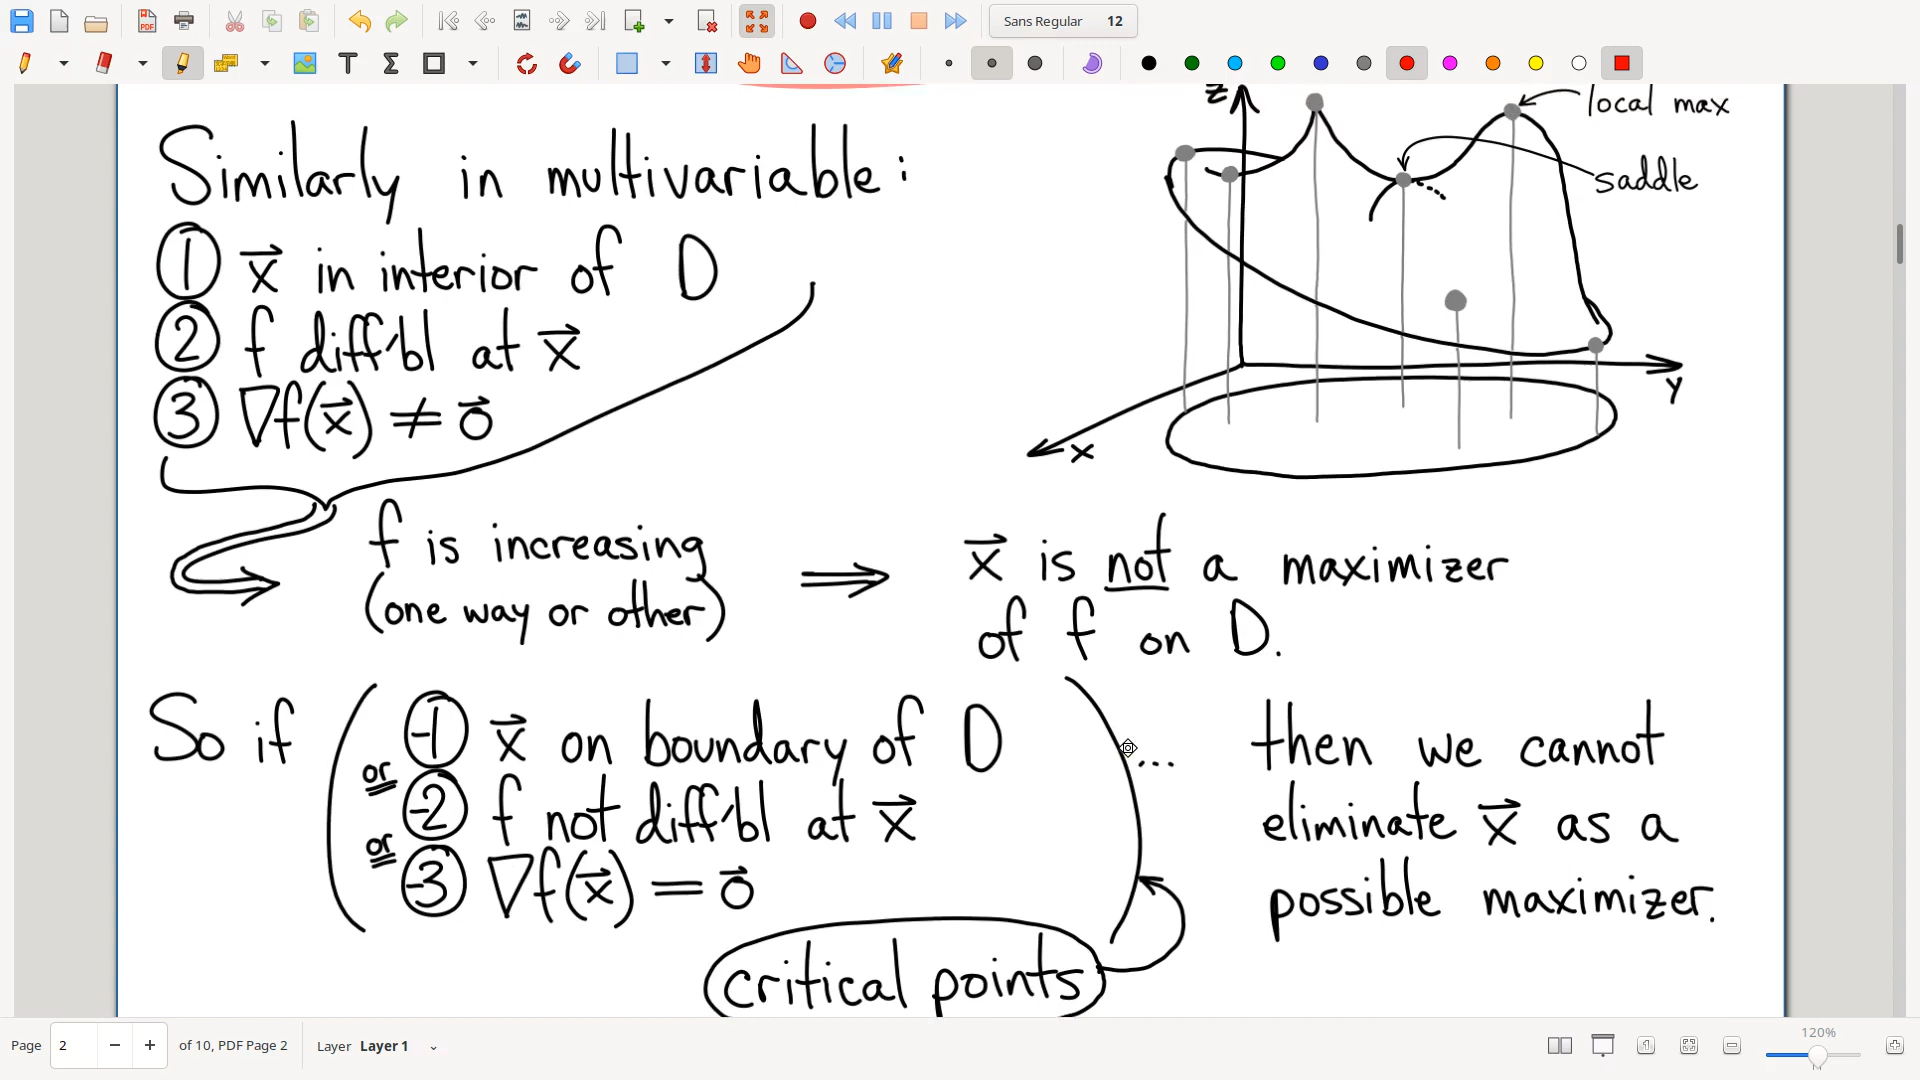 Sans Regular 12
Similarly in multivariable:
z
local max
saddle
① x⃗ in interior of D
② f diff'bl at x⃗
③ ∇f(x⃗) ≠ 0⃗
y
x
f is increasing
(one way or other)
⟹
x⃗ is not a maximizer
of f on D.
So if
(-1) x⃗ on boundary of D
or
(-2) f not diff'bl at x⃗
or
(-3) ∇f(x⃗) = 0⃗
...
then we cannot
eliminate x⃗ as a
possible maximizer.
critical points
Page 2 − + of 10, PDF Page 2 Layer Layer 1
120%